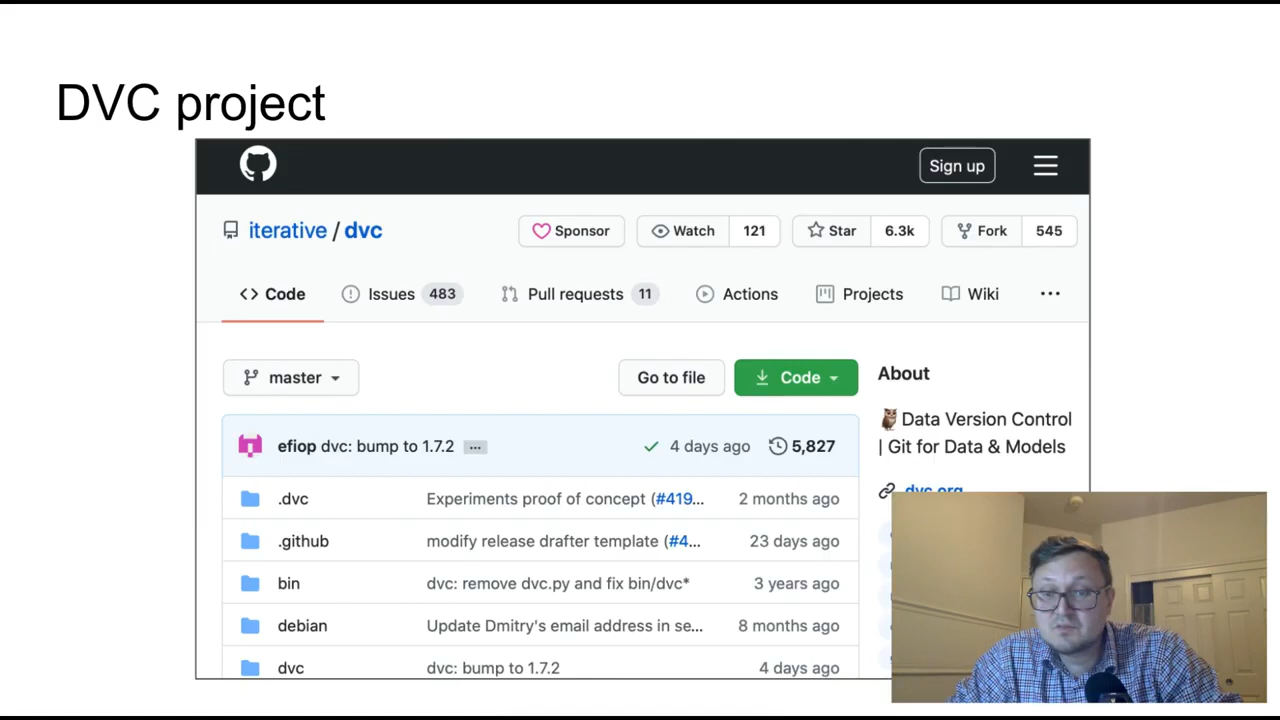 DVC project
Sign up
iterative / dvc
Sponsor
Watch 121
Star 6.3k
Fork 545
<> Code
Issues 483
Pull requests 11
Actions
Projects
Wiki
...
master
Go to file
Code
About
Data Version Control
| Git for Data & Models
dvc.org
efiop dvc: bump to 1.7.2 ... 4 days ago 5,827
.dvc Experiments proof of concept (#419... 2 months ago
.github modify release drafter template (#4... 23 days ago
bin dvc: remove dvc.py and fix bin/dvc* 3 years ago
debian Update Dmitry's email address in se... 8 months ago
dvc dvc: bump to 1.7.2 4 days ago